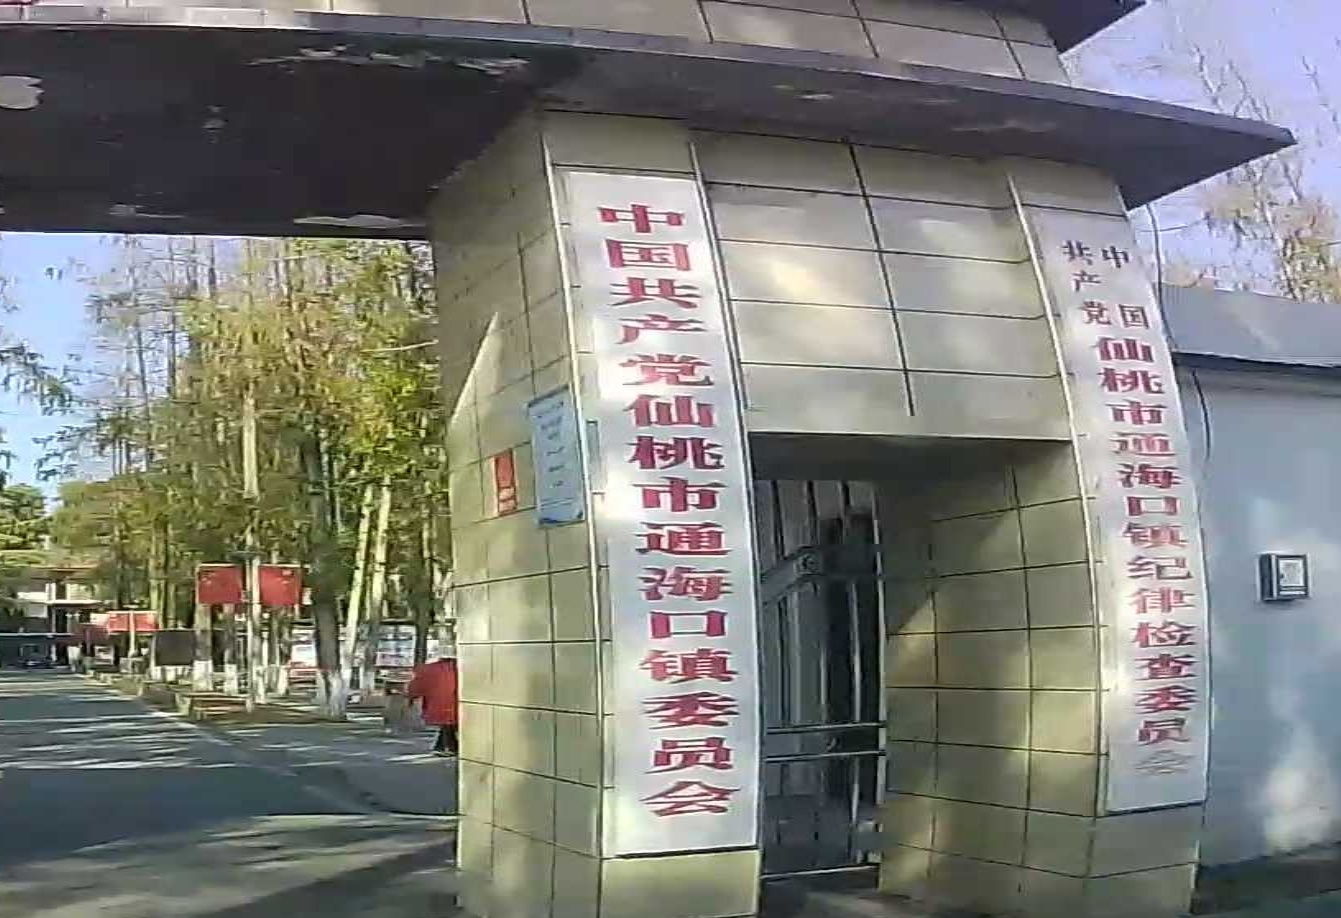 中国共产党仙桃市通海口镇委员会
中国
共产党
仙桃市通海口镇纪律检查委员会